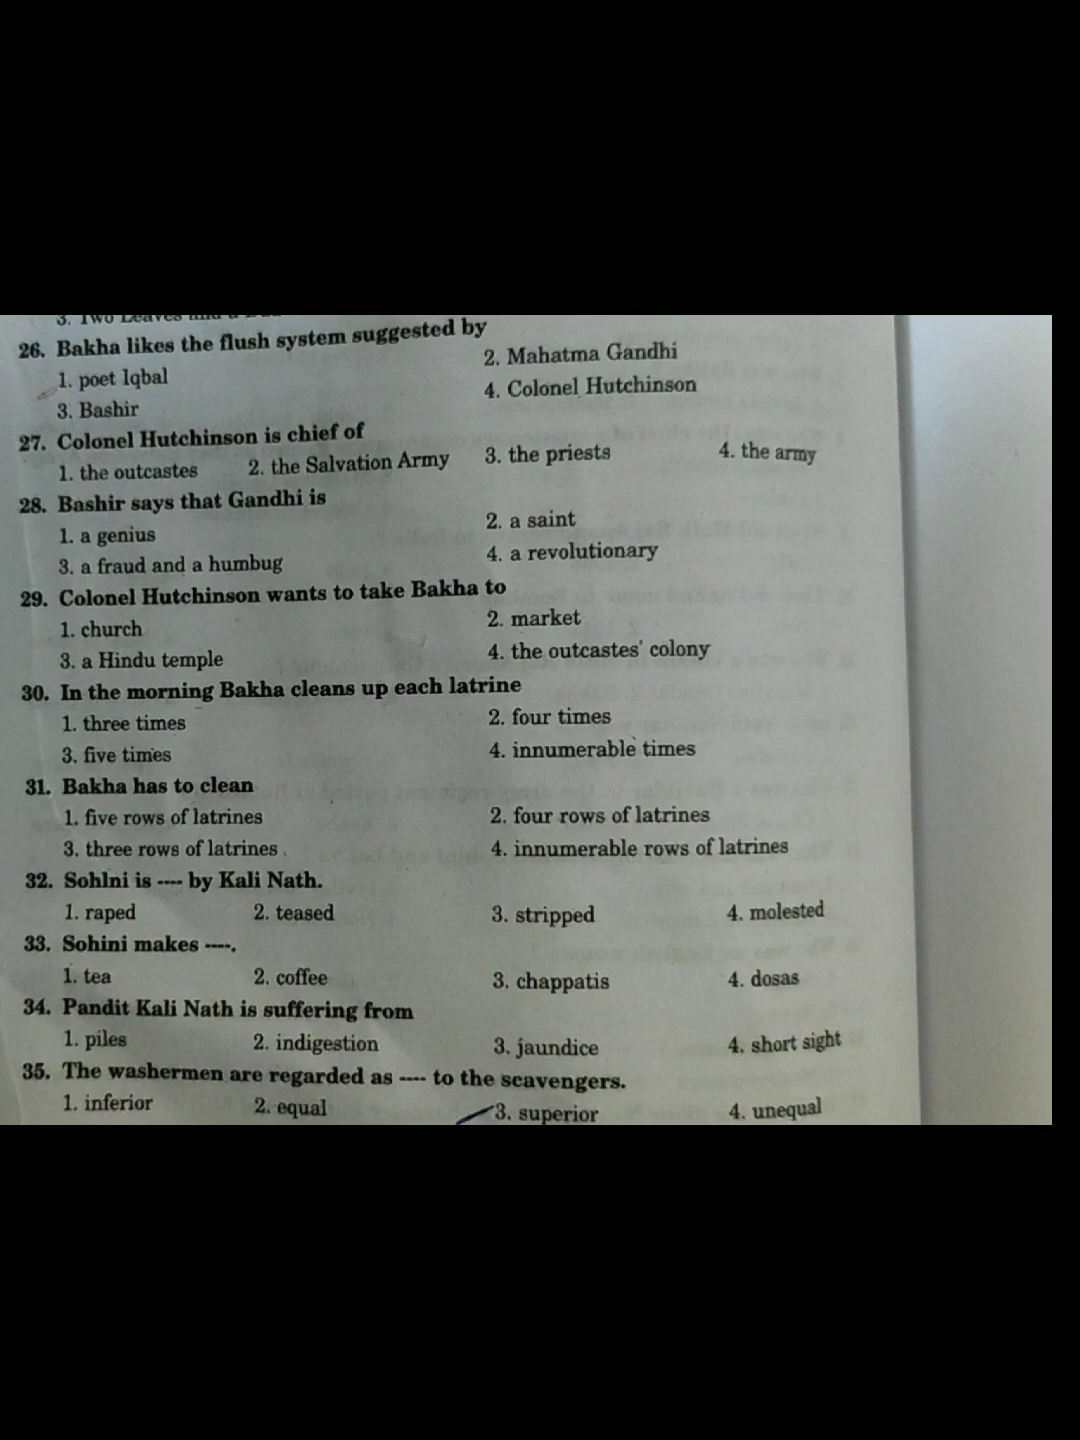 3. Two Leaves and a Bud
26. Bakha likes the flush system suggested by
1. poet Iqbal 2. Mahatma Gandhi
3. Bashir 4. Colonel Hutchinson
27. Colonel Hutchinson is chief of
1. the outcastes 2. the Salvation Army 3. the priests 4. the army
28. Bashir says that Gandhi is
1. a genius 2. a saint
3. a fraud and a humbug 4. a revolutionary
29. Colonel Hutchinson wants to take Bakha to
1. church 2. market
3. a Hindu temple 4. the outcastes' colony
30. In the morning Bakha cleans up each latrine
1. three times 2. four times
3. five times 4. innumerable times
31. Bakha has to clean
1. five rows of latrines 2. four rows of latrines
3. three rows of latrines 4. innumerable rows of latrines
32. Sohini is ---- by Kali Nath.
1. raped 2. teased 3. stripped 4. molested
33. Sohini makes ----.
1. tea 2. coffee 3. chappatis 4. dosas
34. Pandit Kali Nath is suffering from
1. piles 2. indigestion 3. jaundice 4. short sight
35. The washermen are regarded as ---- to the scavengers.
1. inferior 2. equal 3. superior 4. unequal